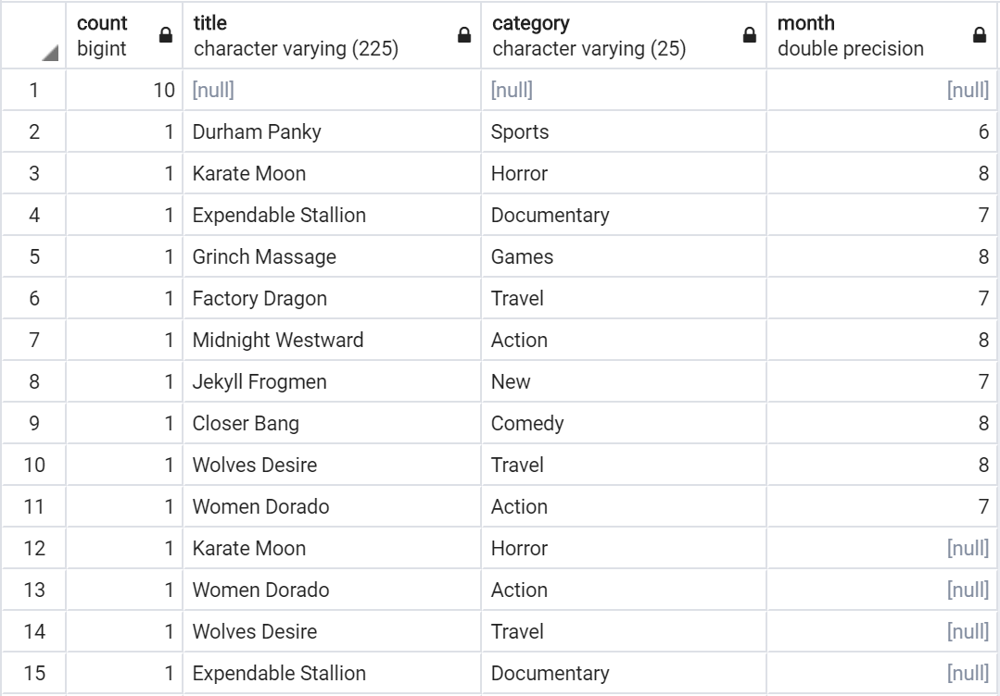 count title category month
bigint character varying (225) character varying (25) double precision
1 10 [null] [null] [null]
2 1 Durham Panky Sports 6
3 1 Karate Moon Horror 8
4 1 Expendable Stallion Documentary 7
5 1 Grinch Massage Games 8
6 1 Factory Dragon Travel 7
7 1 Midnight Westward Action 8
8 1 Jekyll Frogmen New 7
9 1 Closer Bang Comedy 8
10 1 Wolves Desire Travel 8
11 1 Women Dorado Action 7
12 1 Karate Moon Horror [null]
13 1 Women Dorado Action [null]
14 1 Wolves Desire Travel [null]
15 1 Expendable Stallion Documentary [null]